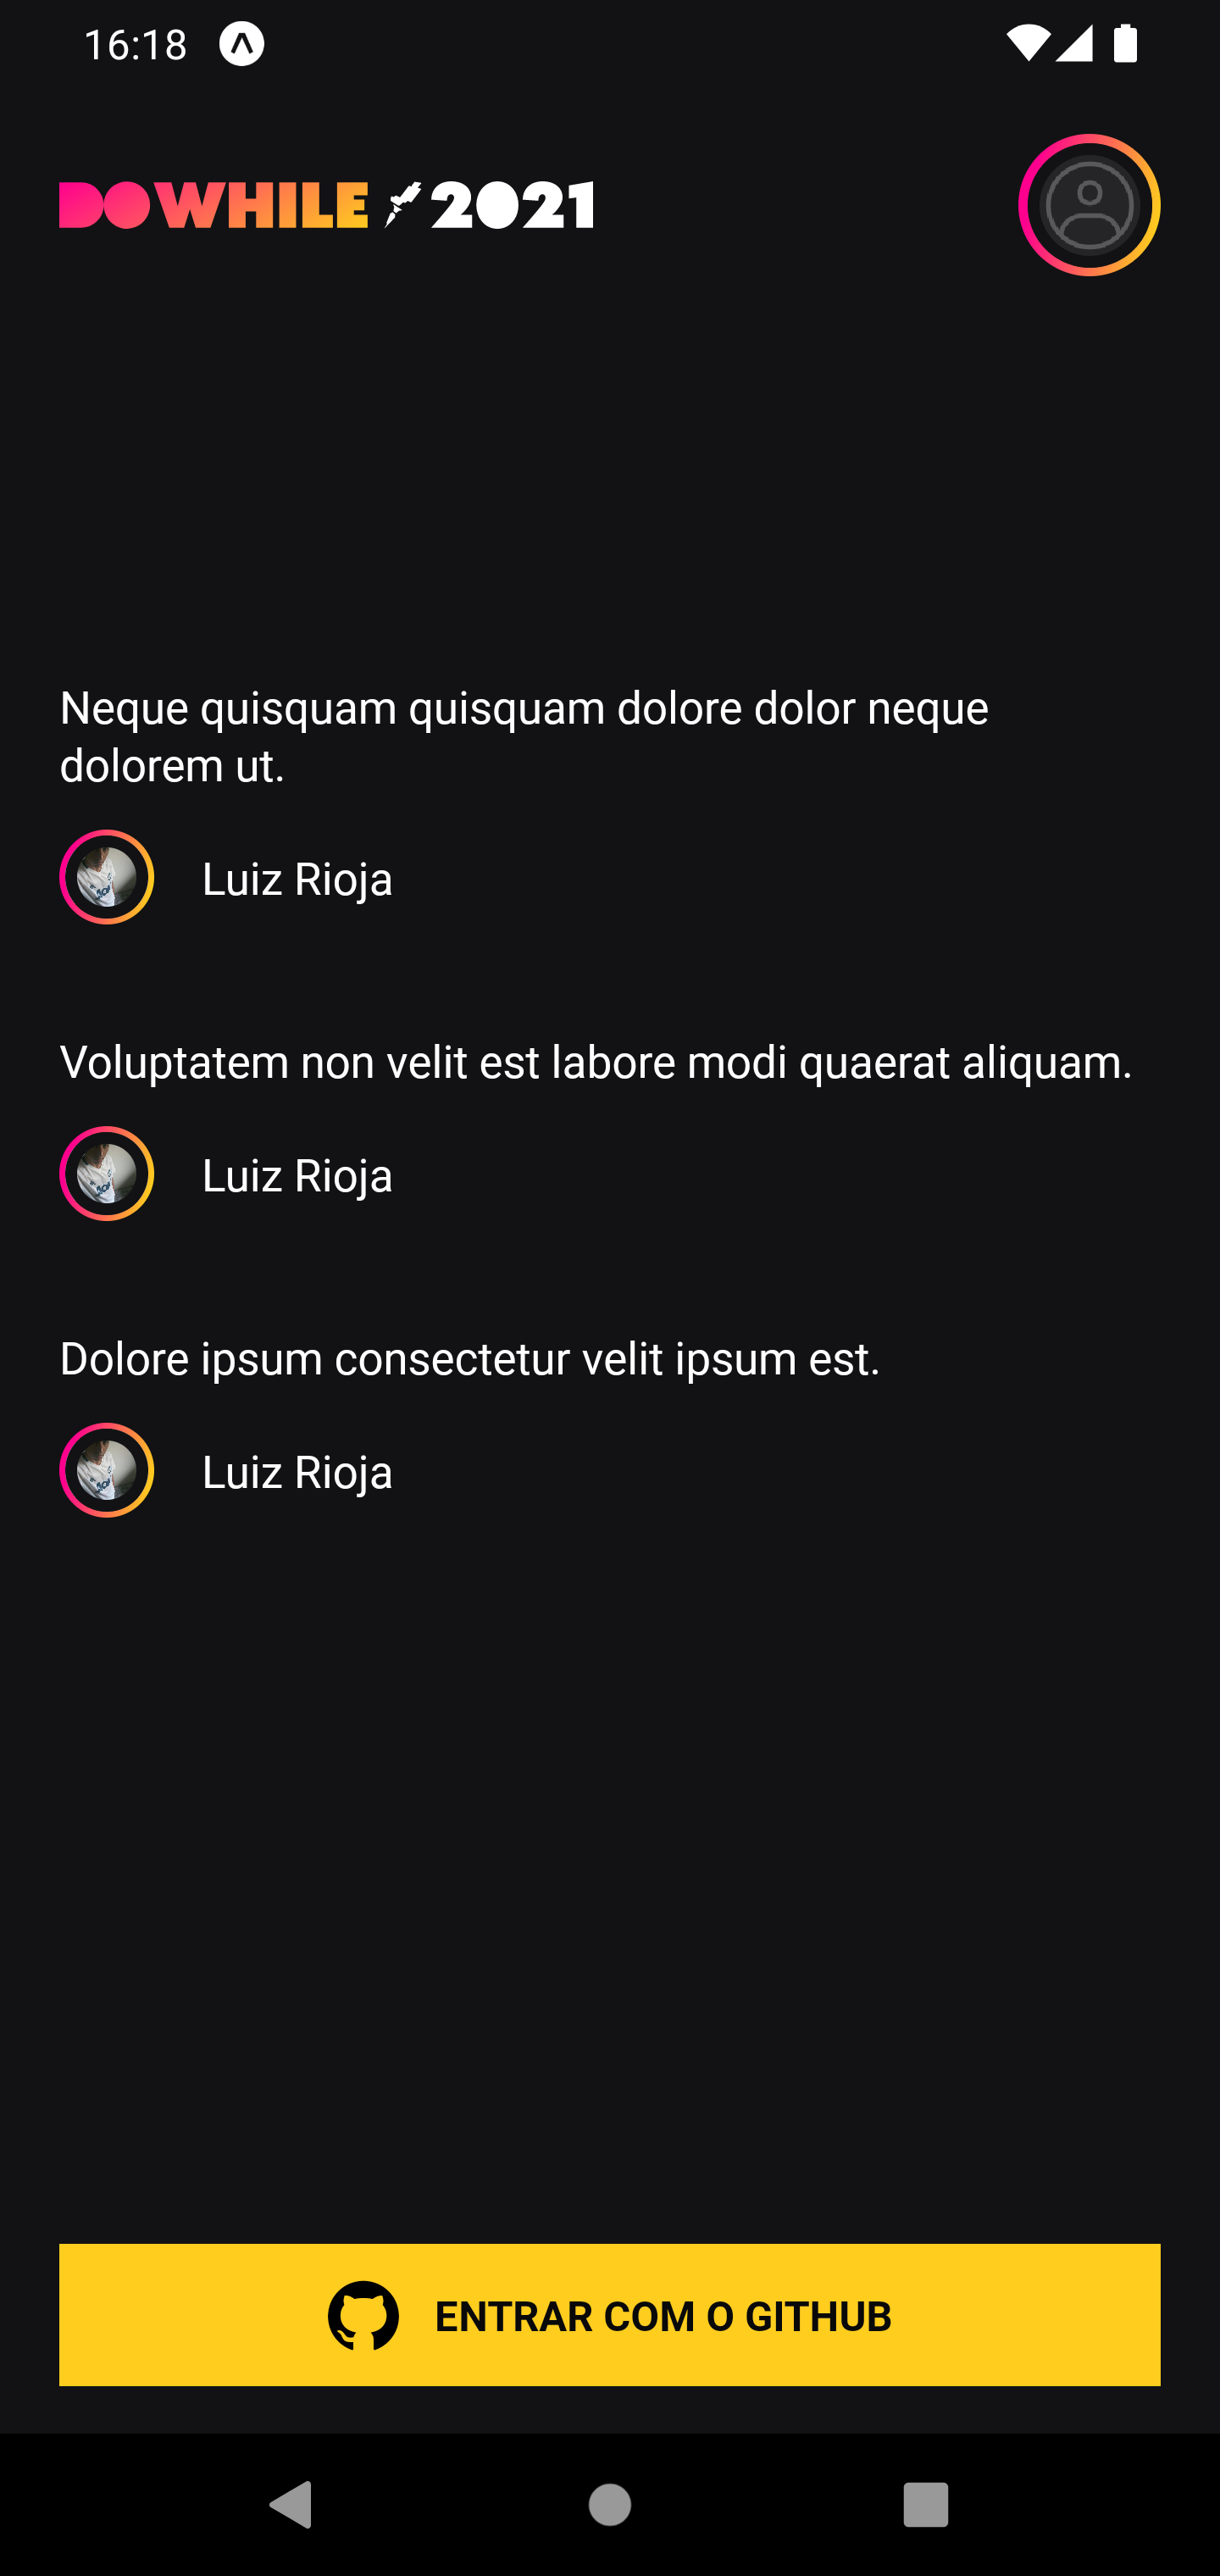 16:18
DOWHILE 2021
Neque quisquam quisquam dolore dolor neque
dolorem ut.
Luiz Rioja
Voluptatem non velit est labore modi quaerat aliquam.
Luiz Rioja
Dolore ipsum consectetur velit ipsum est.
Luiz Rioja
ENTRAR COM O GITHUB